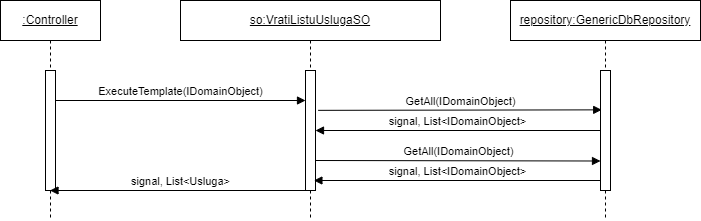 :Controller
so:VratiListuUslugaSO
repository:GenericDbRepository
ExecuteTemplate(IDomainObject)
GetAll(IDomainObject)
signal, List<IDomainObject>
GetAll(IDomainObject)
signal, List<IDomainObject>
signal, List<Usluga>